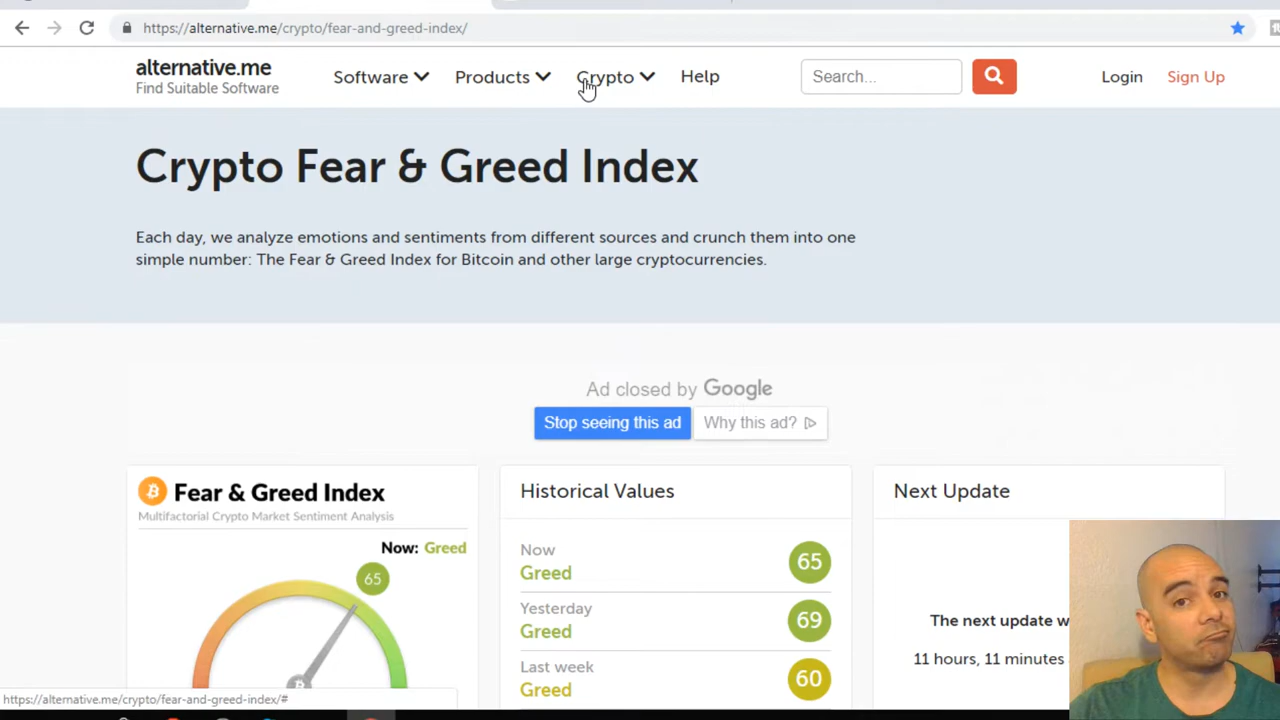 https://alternative.me/crypto/fear-and-greed-index/
alternative.me
Find Suitable Software
Software
Products
Crypto
Help
Search...
Login
Sign Up
Crypto Fear & Greed Index
Each day, we analyze emotions and sentiments from different sources and crunch them into one
simple number: The Fear & Greed Index for Bitcoin and other large cryptocurrencies.
Ad closed by Google
Stop seeing this ad
Why this ad?
Fear & Greed Index
Multifactorial Crypto Market Sentiment Analysis
Now: Greed
65
Historical Values
Now
Greed
65
Yesterday
Greed
69
Last week
Greed
60
Next Update
The next update w
11 hours, 11 minutes
https://alternative.me/crypto/fear-and-greed-index/#